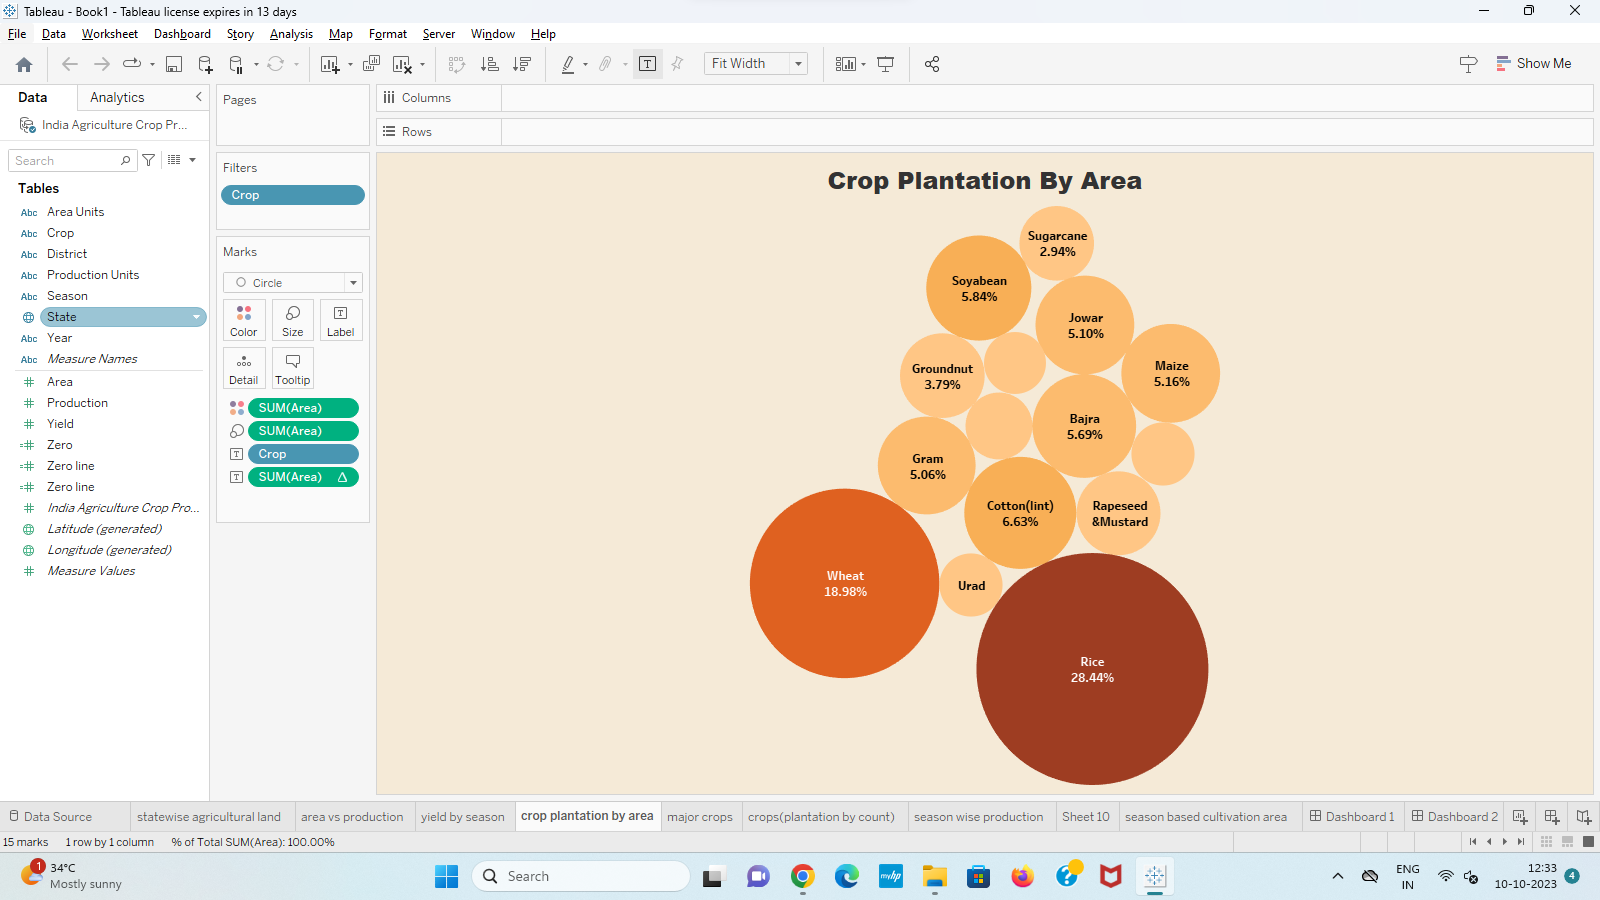 Tableau - Book1 - Tableau license expires in 13 days
File Data Worksheet Dashboard Story Analysis Map Format Server Window Help
Fit Width
Show Me
Data Analytics
India Agriculture Crop Pr...
Search
Tables
Abc Area Units
Abc Crop
Abc District
Abc Production Units
Abc Season
State
Abc Year
Abc Measure Names
Area
Production
Yield
Zero
Zero line
Zero line
India Agriculture Crop Pro...
Latitude (generated)
Longitude (generated)
Measure Values
Pages
Filters
Crop
Marks
Circle
Color Size Label
Detail Tooltip
SUM(Area)
SUM(Area)
Crop
SUM(Area)
Columns
Rows
Crop Plantation By Area
Sugarcane
2.94%
Soyabean
5.84%
Jowar
5.10%
Maize
5.16%
Groundnut
3.79%
Bajra
5.69%
Gram
5.06%
Cotton(lint)
6.63%
Rapeseed
&Mustard
Wheat
18.98%
Urad
Rice
28.44%
Data Source statewise agricultural land area vs production yield by season crop plantation by area major crops crops(plantation by count) season wise production Sheet 10 season based cultivation area Dashboard 1 Dashboard 2
15 marks 1 row by 1 column % of Total SUM(Area): 100.00%
1
34°C
Mostly sunny
Search
myhp
ENG
IN
12:33
10-10-2023
4